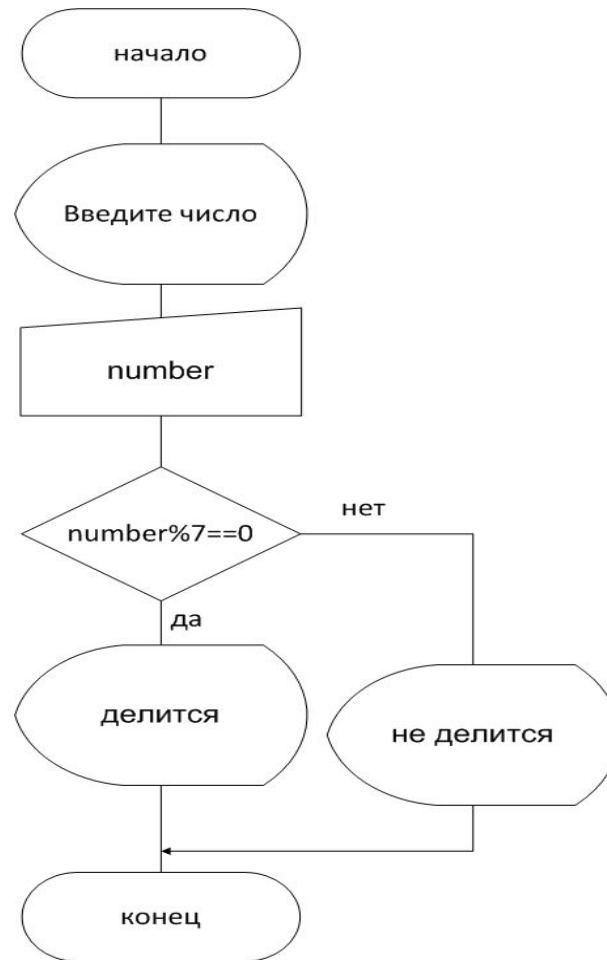 начало
Введите число
number
number%7==0
нет
да
делится
не делится
конец